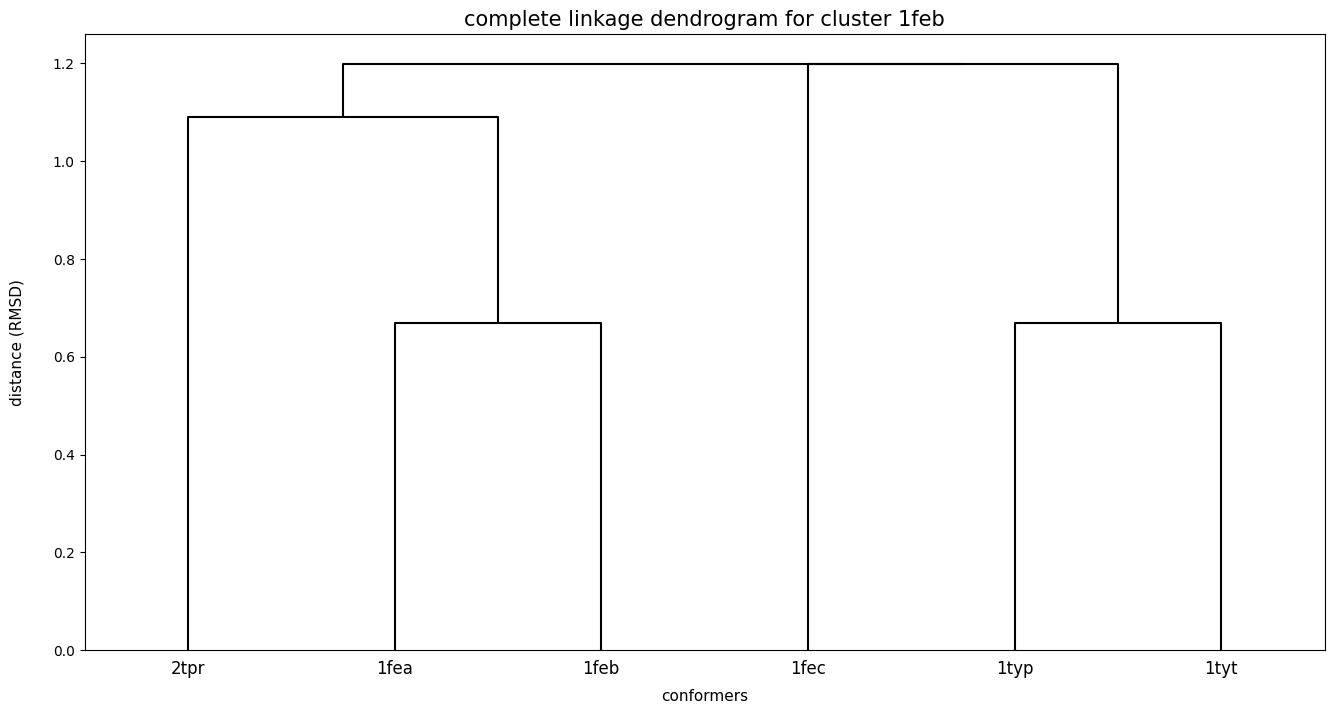 complete linkage dendrogram for cluster 1feb
1.2
1.0
0.8
0.6
0.4
0.2
0.0
distance (RMSD)
2tpr 1fea 1feb 1fec 1typ 1tyt
conformers